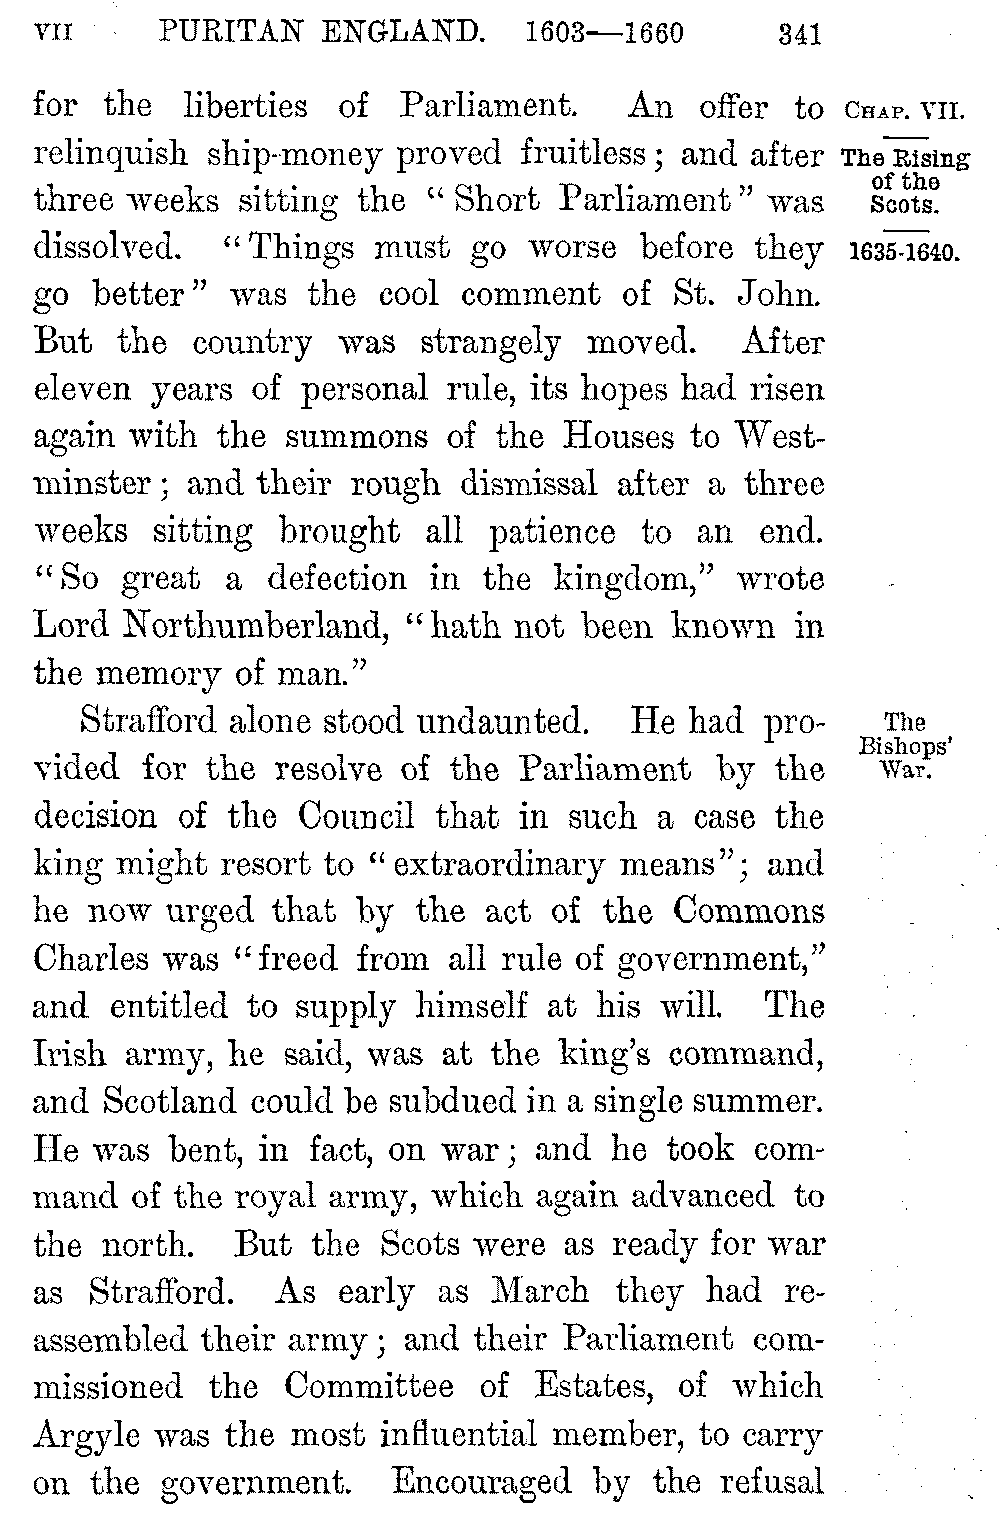 VII PURITAN ENGLAND. 1603—1660 341
for the liberties of Parliament. An offer to
relinquish ship-money proved fruitless; and after
three weeks sitting the “Short Parliament” was
dissolved. “Things must go worse before they
go better” was the cool comment of St. John.
But the country was strangely moved. After
eleven years of personal rule, its hopes had risen
again with the summons of the Houses to West-
minster; and their rough dismissal after a three
weeks sitting brought all patience to an end.
“So great a defection in the kingdom,” wrote
Lord Northumberland, “hath not been known in
the memory of man.”
Strafford alone stood undaunted. He had pro-
vided for the resolve of the Parliament by the
decision of the Council that in such a case the
king might resort to “extraordinary means”; and
he now urged that by the act of the Commons
Charles was “freed from all rule of government,”
and entitled to supply himself at his will. The
Irish army, he said, was at the king’s command,
and Scotland could be subdued in a single summer.
He was bent, in fact, on war; and he took com-
mand of the royal army, which again advanced to
the north. But the Scots were as ready for war
as Strafford. As early as March they had re-
assembled their army; and their Parliament com-
missioned the Committee of Estates, of which
Argyle was the most influential member, to carry
on the government. Encouraged by the refusal
CHAP. VII.
The Rising
of the
Scots.
1635-1640.
The
Bishops’
War.